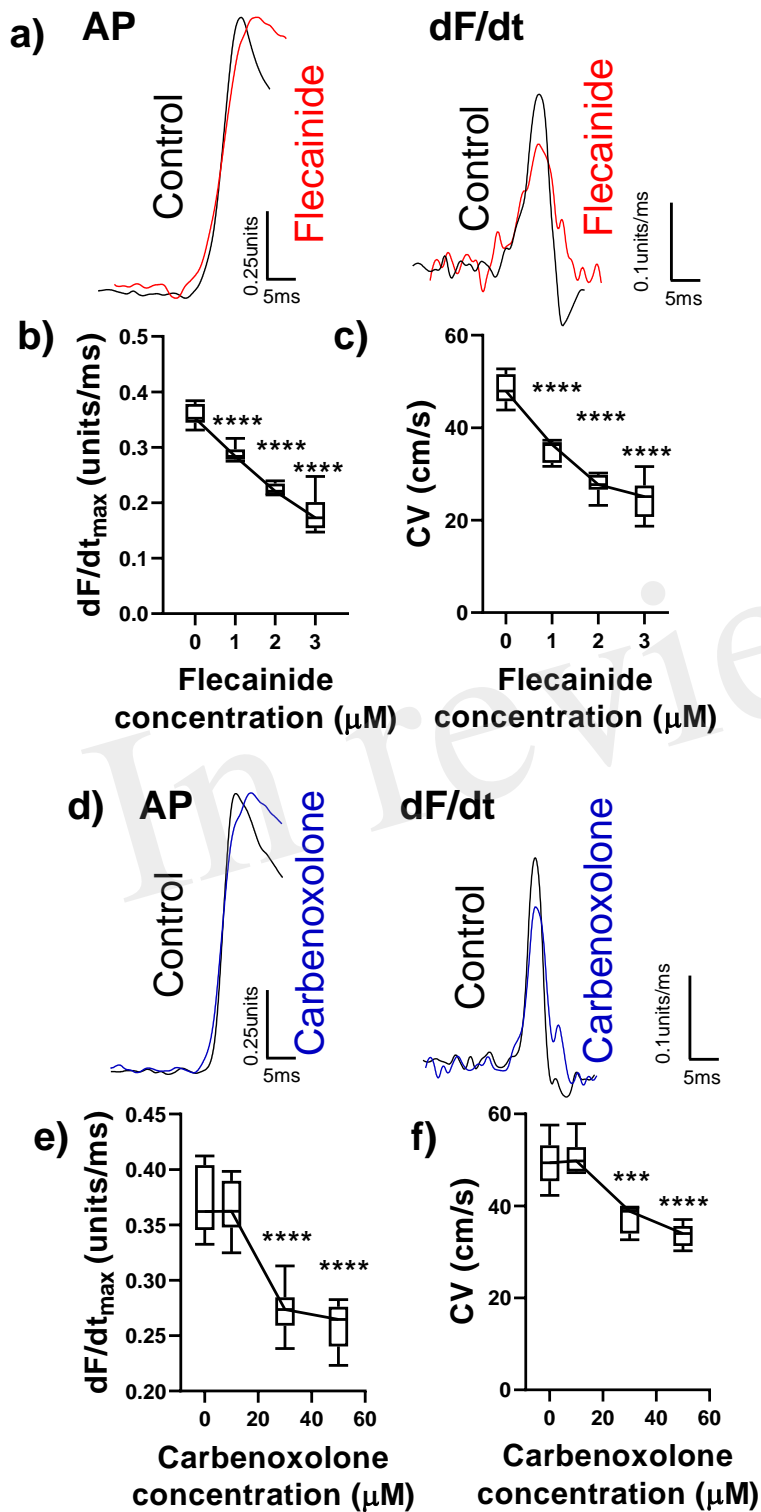 a)
AP
dF/dt
Control
Flecainide
0.25units
5ms
Control
Flecainide
0.1units/ms
5ms
b)
dF/dtmax (units/ms)
0.5
0.4
0.3
0.2
0.1
0.0
****
****
****
0 1 2 3
Flecainide
concentration (μM)
c)
CV (cm/s)
60
40
20
0
****
****
****
0 1 2 3
Flecainide
concentration (μM)
In revie
d)
AP
dF/dt
Control
Carbenoxolone
0.25units
5ms
Control
Carbenoxolone
0.1units/ms
5ms
e)
dF/dtmax (units/ms)
0.45
0.40
0.35
0.30
0.25
0.20
****
****
0 20 40 60
Carbenoxolone
concentration (μM)
f)
CV (cm/s)
60
40
20
0
***
****
0 20 40 60
Carbenoxolone
concentration (μM)